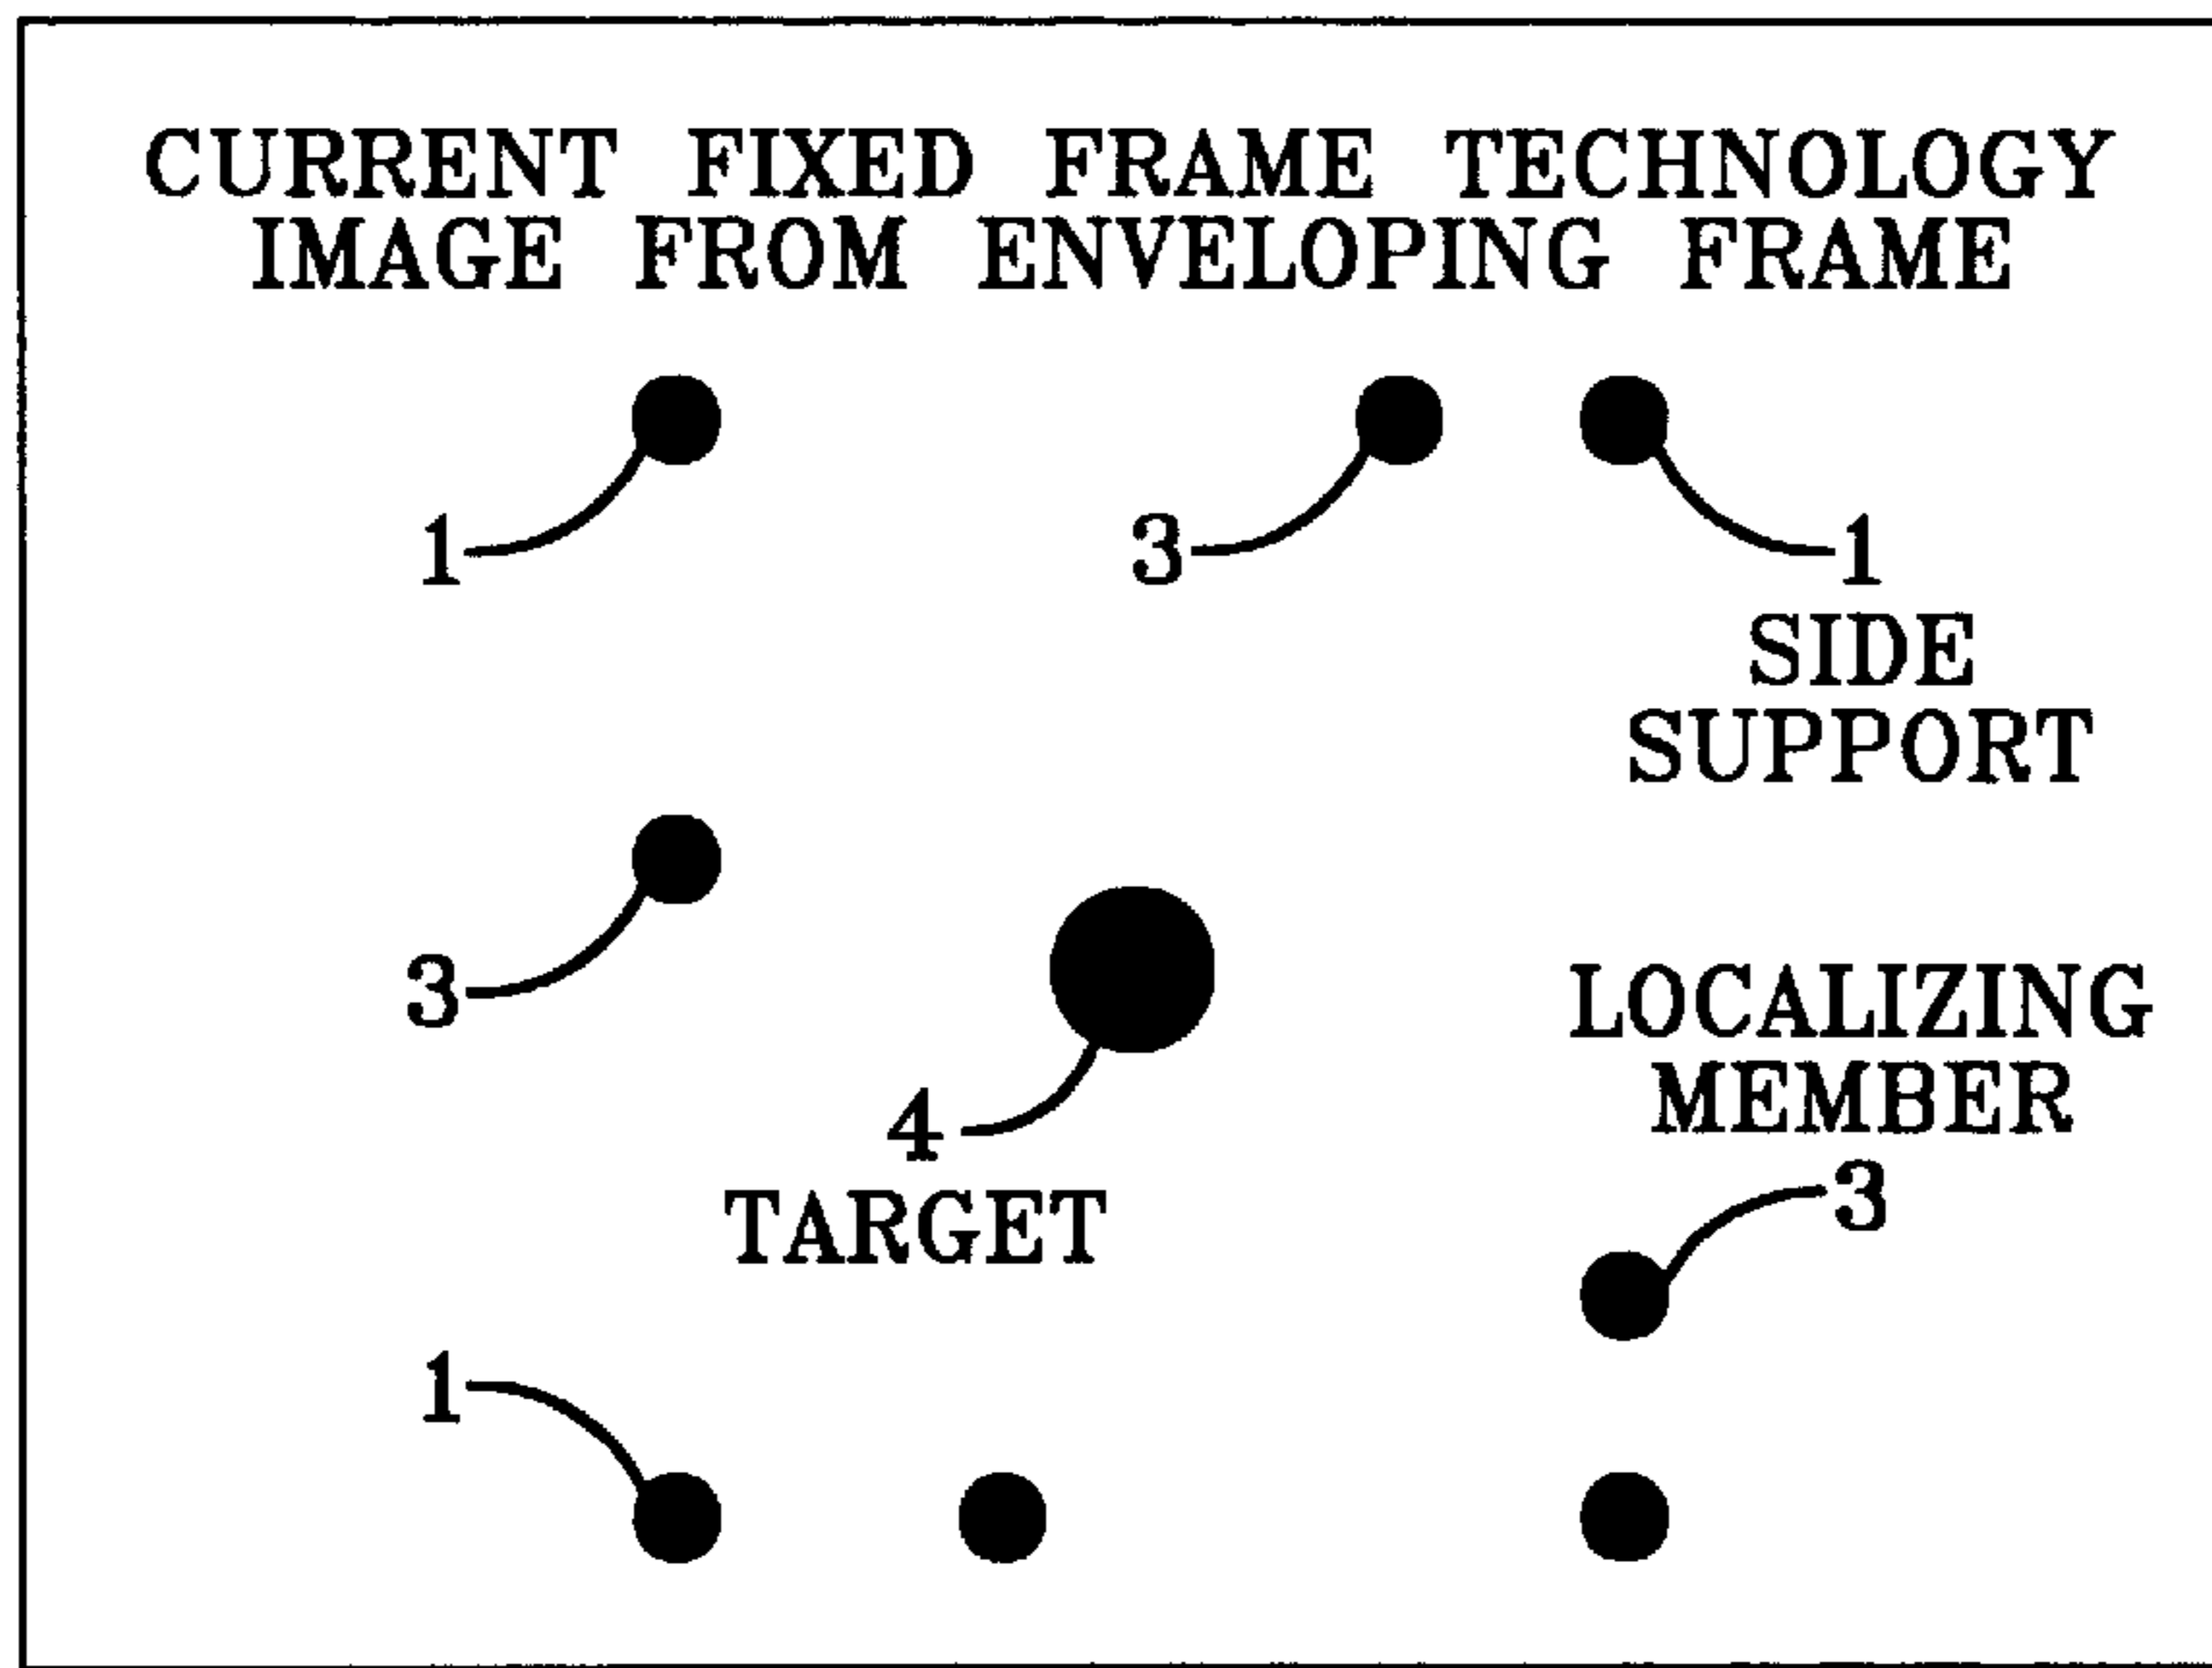 CURRENT FIXED FRAME TECHNOLOGY
IMAGE FROM ENVELOPING FRAME
1
3
1
SIDE
SUPPORT
3
LOCALIZING
MEMBER
4
TARGET
3
1